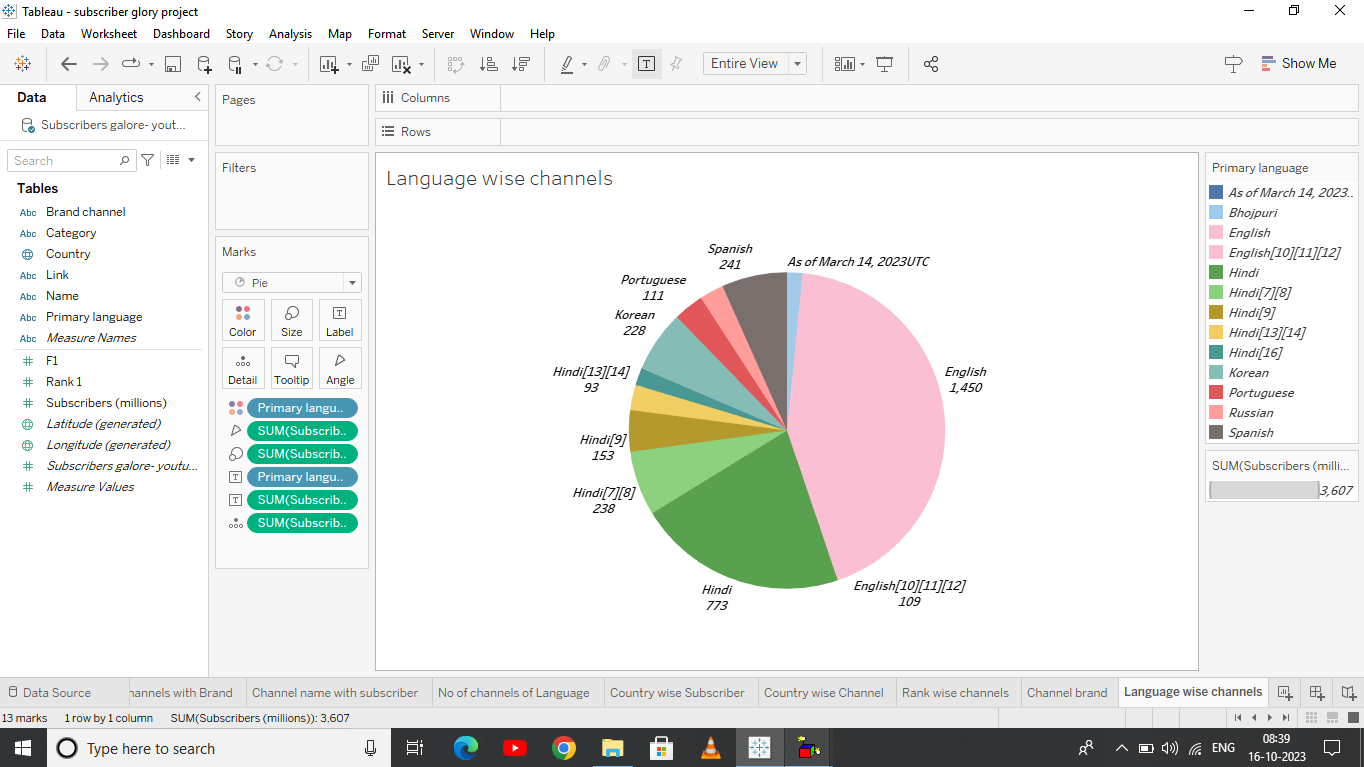 Tableau - subscriber glory project
File Data Worksheet Dashboard Story Analysis Map Format Server Window Help
Entire View
Show Me
Data Analytics
Subscribers galore- yout...
Search
Tables
Abc Brand channel
Abc Category
Country
Abc Link
Abc Name
Abc Primary language
Abc Measure Names
F1
Rank 1
Subscribers (millions)
Latitude (generated)
Longitude (generated)
Subscribers galore- youtu...
Measure Values
Pages
Filters
Marks
Pie
Color Size Label
Detail Tooltip Angle
Primary langu..
SUM(Subscrib..
SUM(Subscrib..
Primary langu..
SUM(Subscrib..
SUM(Subscrib..
Columns
Rows
Language wise channels
Spanish
241
As of March 14, 2023UTC
Portuguese
111
Korean
228
Hindi[13][14]
93
English
1,450
Hindi[9]
153
Hindi[7][8]
238
Hindi
773
English[10][11][12]
109
Primary language
As of March 14, 2023..
Bhojpuri
English
English[10][11][12]
Hindi
Hindi[7][8]
Hindi[9]
Hindi[13][14]
Hindi[16]
Korean
Portuguese
Russian
Spanish
SUM(Subscribers (milli...
3,607
Data Source hannels with Brand Channel name with subscriber No of channels of Language Country wise Subscriber Country wise Channel Rank wise channels Channel brand Language wise channels
13 marks 1 row by 1 column SUM(Subscribers (millions)): 3,607
Type here to search
ENG
08:39
16-10-2023